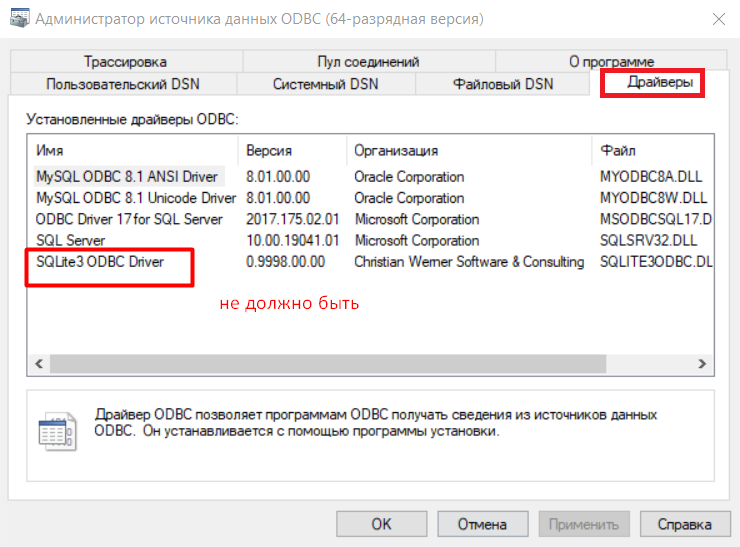 Администратор источника данных ODBC (64-разрядная версия)
Трассировка Пул соединений О программе
Пользовательский DSN Системный DSN Файловый DSN Драйверы
Установленные драйверы ODBC:
Имя Версия Организация Файл
MySQL ODBC 8.1 ANSI Driver 8.01.00.00 Oracle Corporation MYODBC8A.DLL
MySQL ODBC 8.1 Unicode Driver 8.01.00.00 Oracle Corporation MYODBC8W.DLL
ODBC Driver 17 for SQL Server 2017.175.02.01 Microsoft Corporation MSODBCSQL17.D
SQL Server 10.00.19041.01 Microsoft Corporation SQLSRV32.DLL
SQLite3 ODBC Driver 0.9998.00.00 Christian Werner Software & Consulting SQLITE3ODBC.DL
не должно быть
Драйвер ODBC позволяет программам ODBC получать сведения из источников данных
ODBC. Он устанавливается с помощью программы установки.
OK Отмена Применить Справка